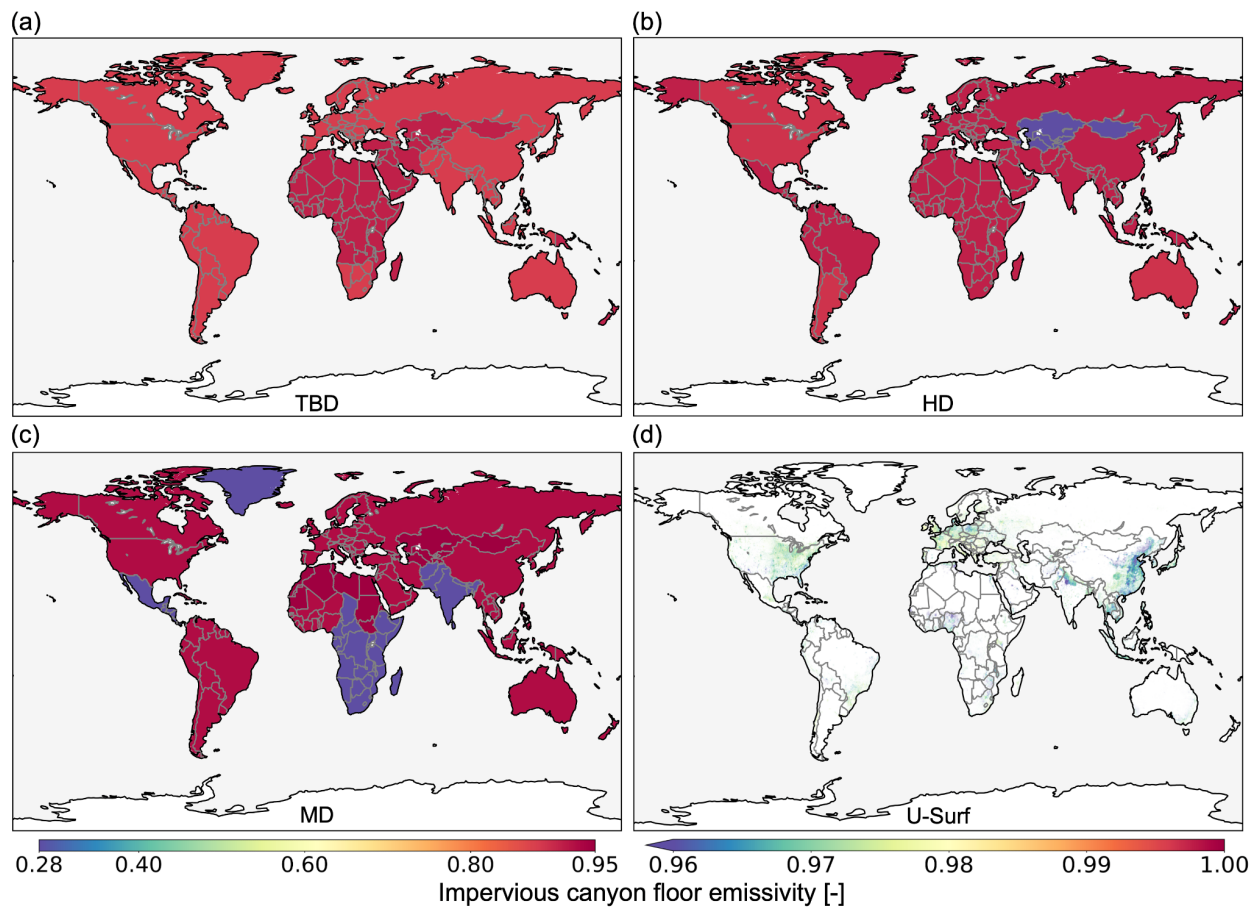 (a)
(b)
TBD
HD
(c)
(d)
MD
U-Surf
0.28 0.40 0.60 0.80 0.95
0.96 0.97 0.98 0.99 1.00
Impervious canyon floor emissivity [-]